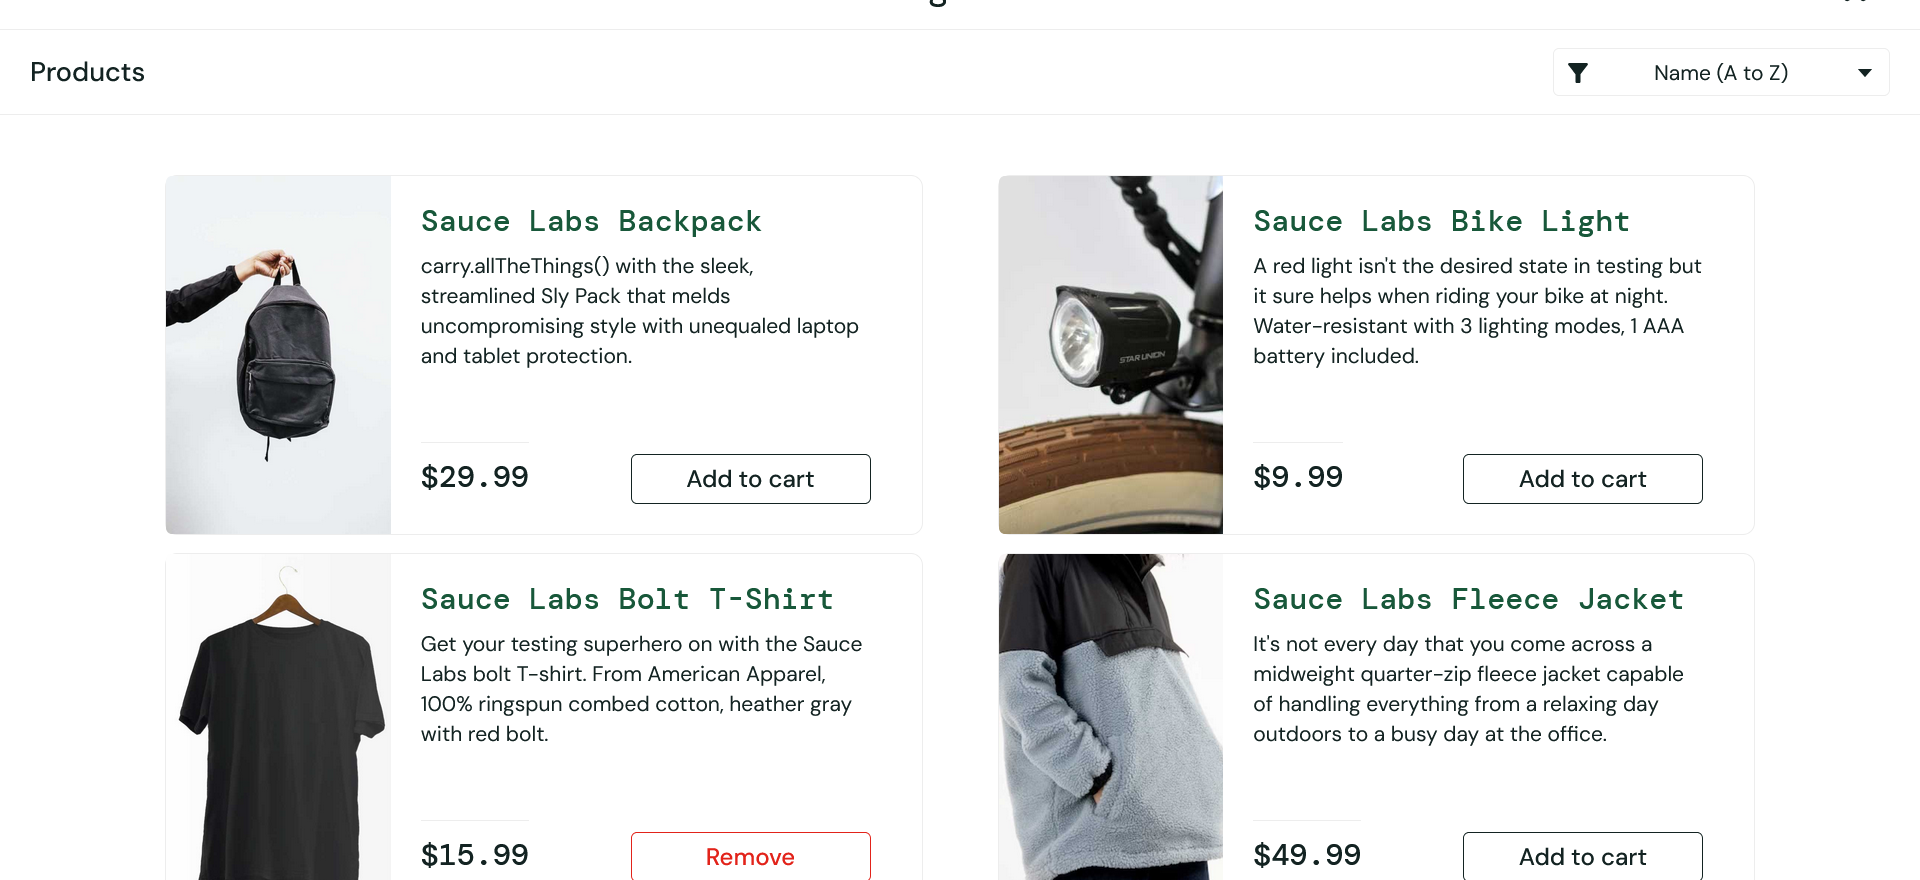 Products
Name (A to Z)
Sauce Labs Backpack
carry.allTheThings() with the sleek,
streamlined Sly Pack that melds
uncompromising style with unequaled laptop
and tablet protection.
$29.99
Add to cart
Sauce Labs Bike Light
A red light isn't the desired state in testing but
it sure helps when riding your bike at night.
Water-resistant with 3 lighting modes, 1 AAA
battery included.
STAR UNION
$9.99
Add to cart
Sauce Labs Bolt T-Shirt
Get your testing superhero on with the Sauce
Labs bolt T-shirt. From American Apparel,
100% ringspun combed cotton, heather gray
with red bolt.
$15.99
Remove
Sauce Labs Fleece Jacket
It's not every day that you come across a
midweight quarter-zip fleece jacket capable
of handling everything from a relaxing day
outdoors to a busy day at the office.
$49.99
Add to cart